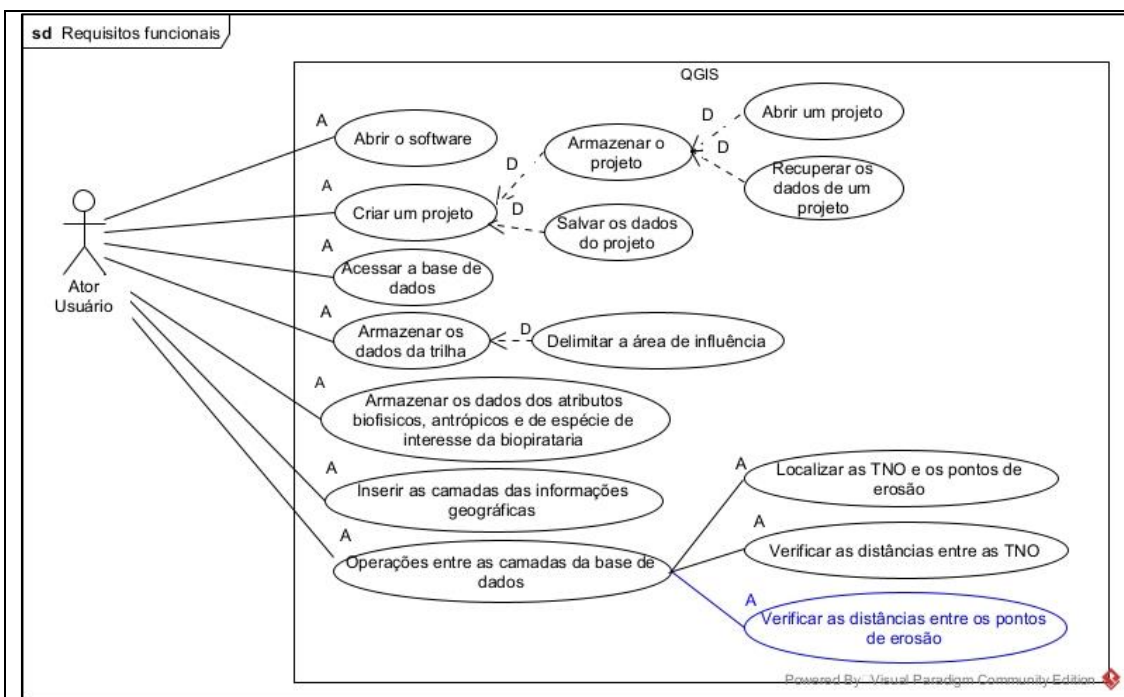 sd Requisitos funcionais
QGIS
A
Abrir o software
D
Abrir um projeto
Armazenar o
projeto
D
Recuperar os
dados de um
projeto
A
Criar um projeto
D
D
Salvar os dados
do projeto
A
Acessar a base de
dados
Ator
Usuário
A
Armazenar os
dados da trilha
D
Delimitar a área de influência
A
Armazenar os dados dos atributos
biofisicos, antrópicos e de espécie de
interesse da biopirataria
A
Inserir as camadas das informações
geográficas
A
Operações entre as camadas da base de
dados
A
Localizar as TNO e os pontos de
erosão
A
Verificar as distâncias entre as TNO
A
Verificar as distâncias entre os pontos
de erosão
Powered By Visual Paradigm Community Edition